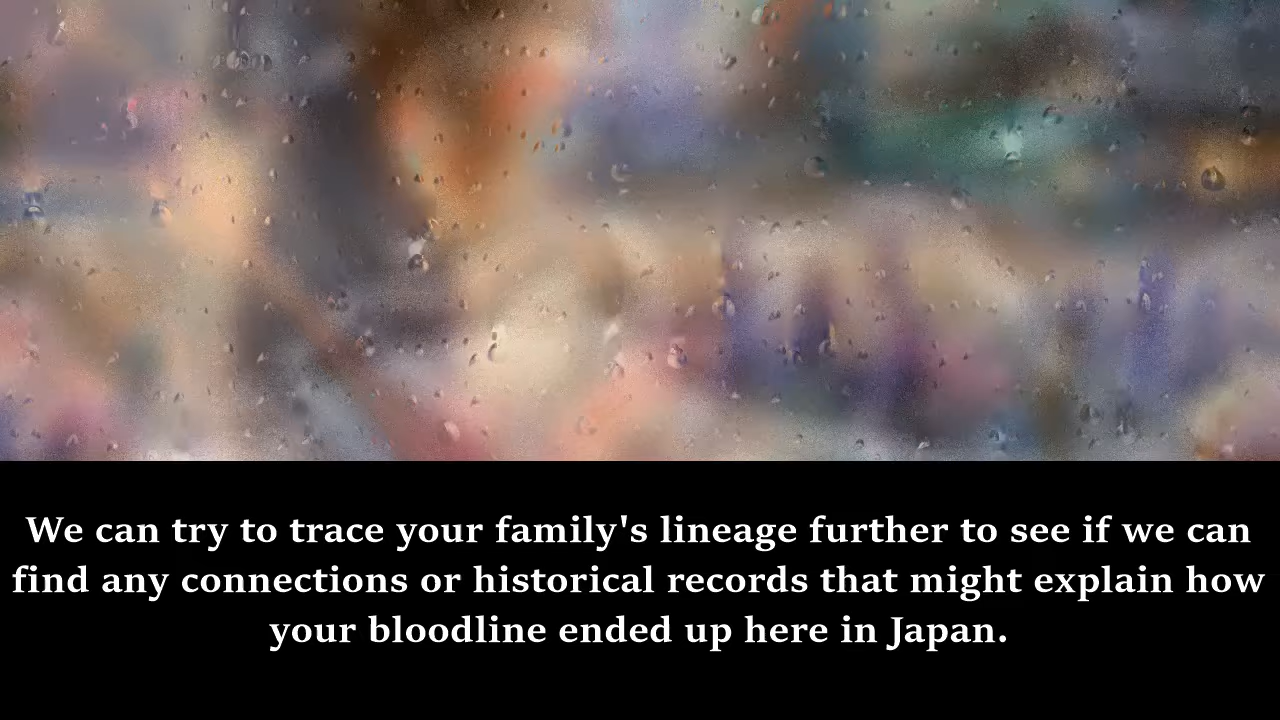 We can try to trace your family's lineage further to see if we can
find any connections or historical records that might explain how
your bloodline ended up here in Japan.